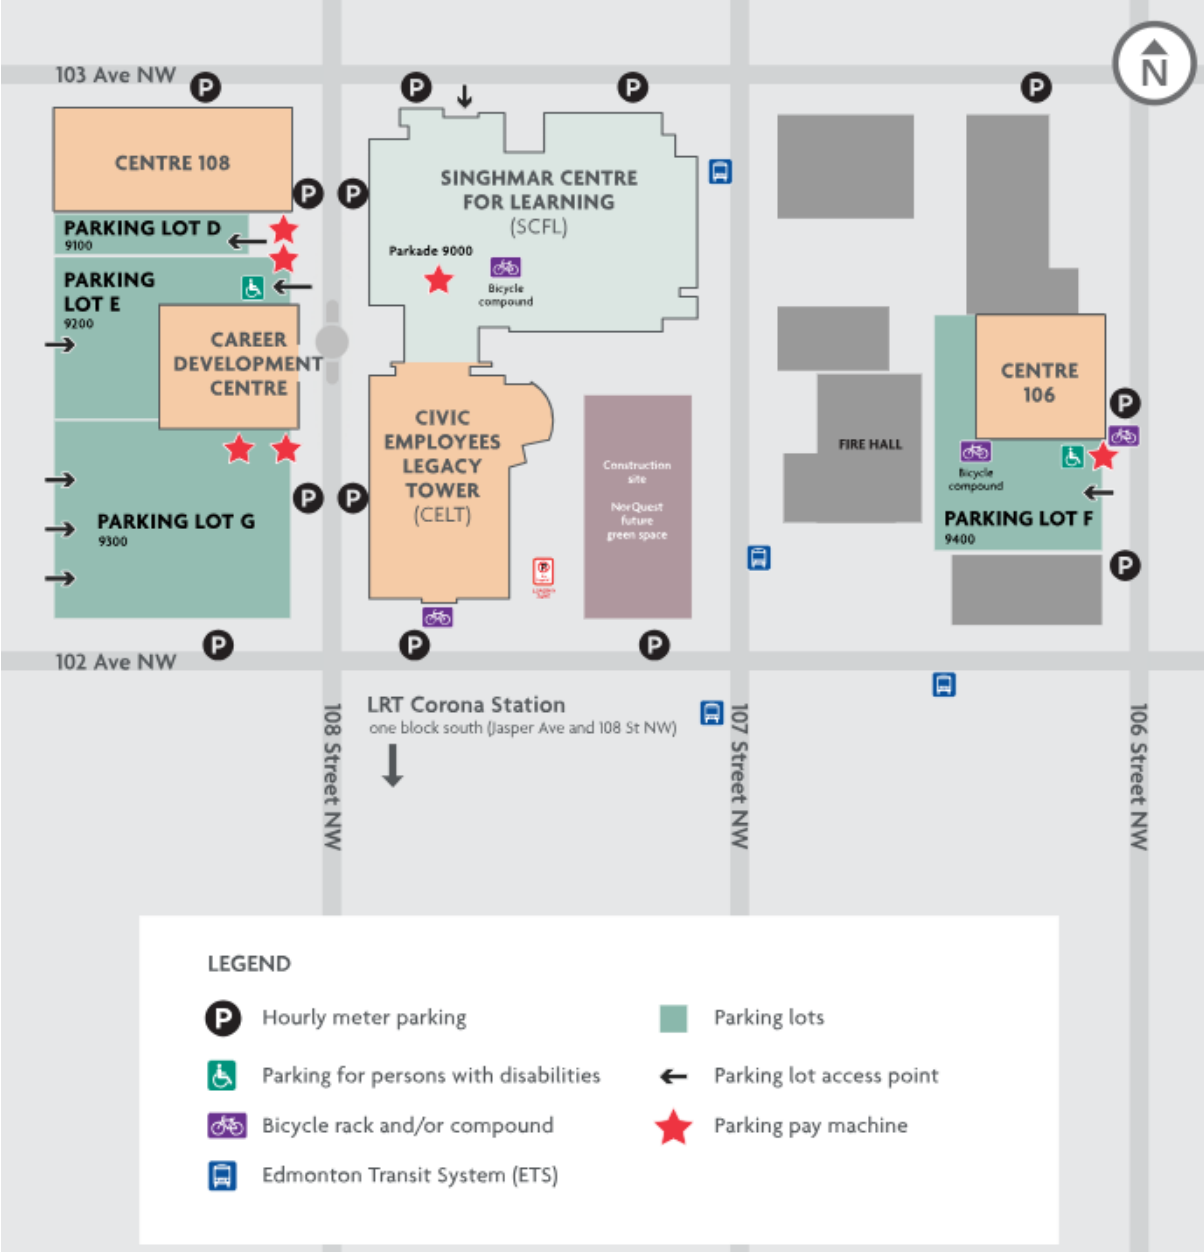 103 Ave NW
P
P
P
P
N
CENTRE 108
P
P
SINGHMAR CENTRE
FOR LEARNING
(SCFL)
PARKING LOT D
9100
Parkade 9000
Bicycle
compound
PARKING
LOT E
9200
CAREER
DEVELOPMENT
CENTRE
CENTRE
106
P
CIVIC
EMPLOYEES
LEGACY
TOWER
(CELT)
FIRE HALL
Construction
site
NorQuest
future
green space
Bicycle
compound
P
P
PARKING LOT G
9300
PARKING LOT F
9400
P
P
P
P
102 Ave NW
LRT Corona Station
one block south (Jasper Ave and 108 St NW)
108 Street NW
107 Street NW
106 Street NW
LEGEND
P
Hourly meter parking
Parking for persons with disabilities
Bicycle rack and/or compound
Edmonton Transit System (ETS)
Parking lots
Parking lot access point
Parking pay machine